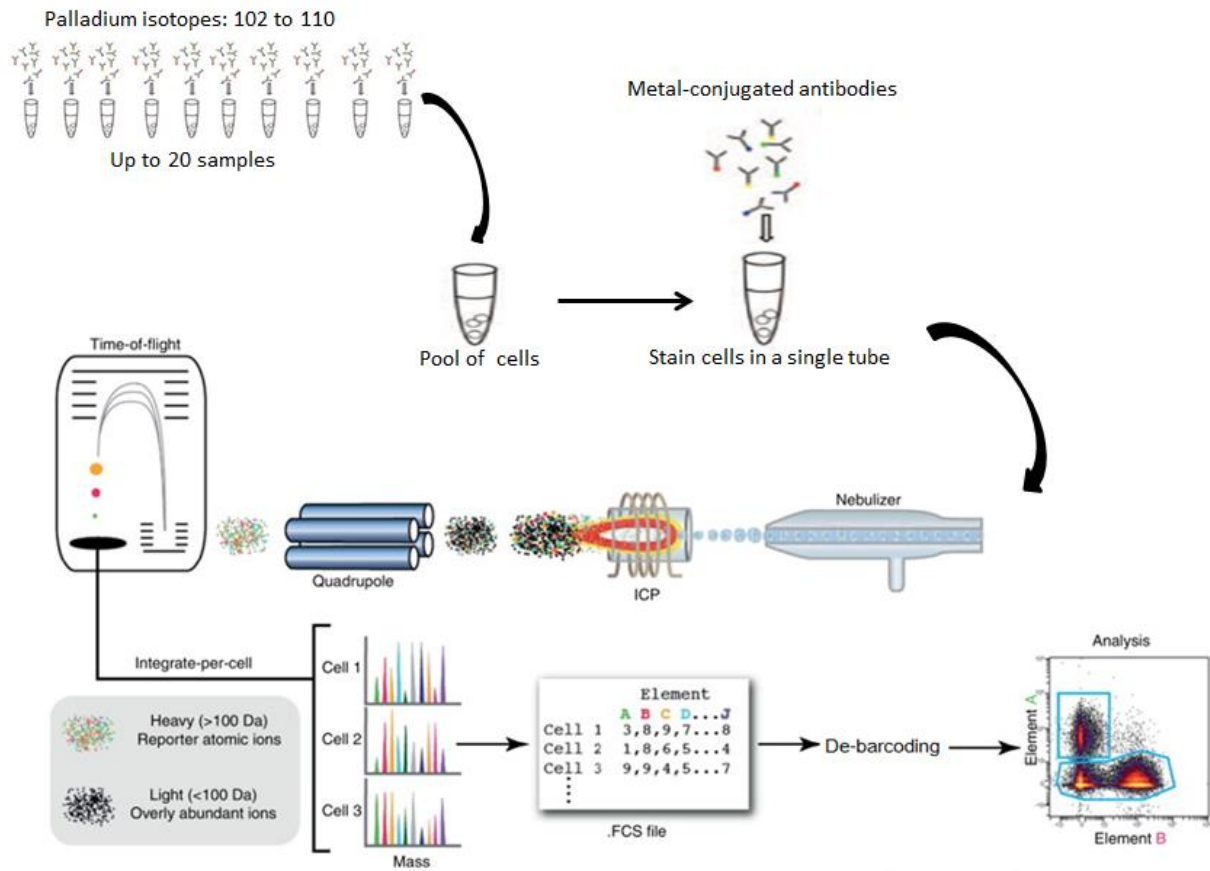 Palladium isotopes: 102 to 110
Up to 20 samples
Metal-conjugated antibodies
Pool of cells
Stain cells in a single tube
Time-of-flight
Quadrupole
ICP
Nebulizer
Integrate-per-cell
Heavy (>100 Da)
Reporter atomic ions
Light (<100 Da)
Overly abundant ions
Cell 1
Cell 2
Cell 3
Mass
Element
A B C D...J
Cell 1 3,8,9,7...8
Cell 2 1,8,6,5...4
Cell 3 9,9,4,5...7
.FCS file
De-barcoding
Analysis
Element A
Element B